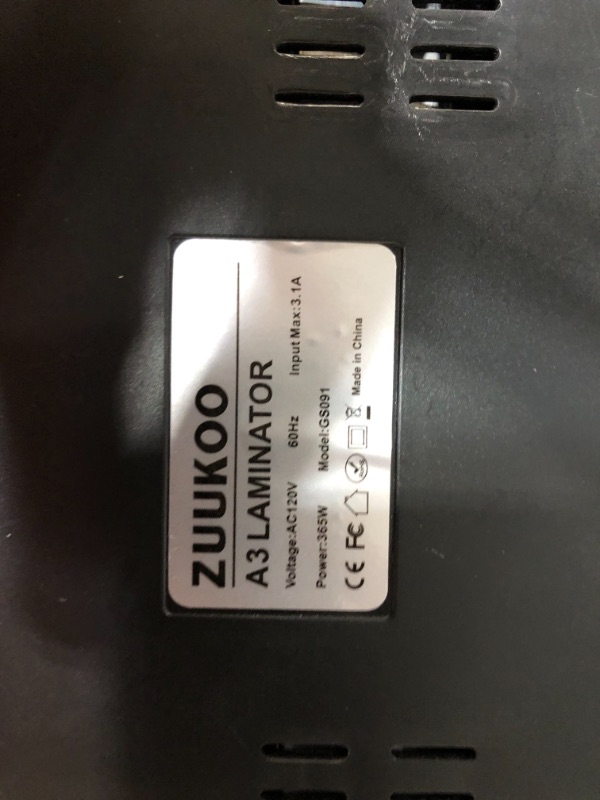 ZUUKOO
A3 LAMINATOR
Voltage:AC120V 60Hz Input Max:3.1A
Power:365W Model:GS091
CE FC Made in China